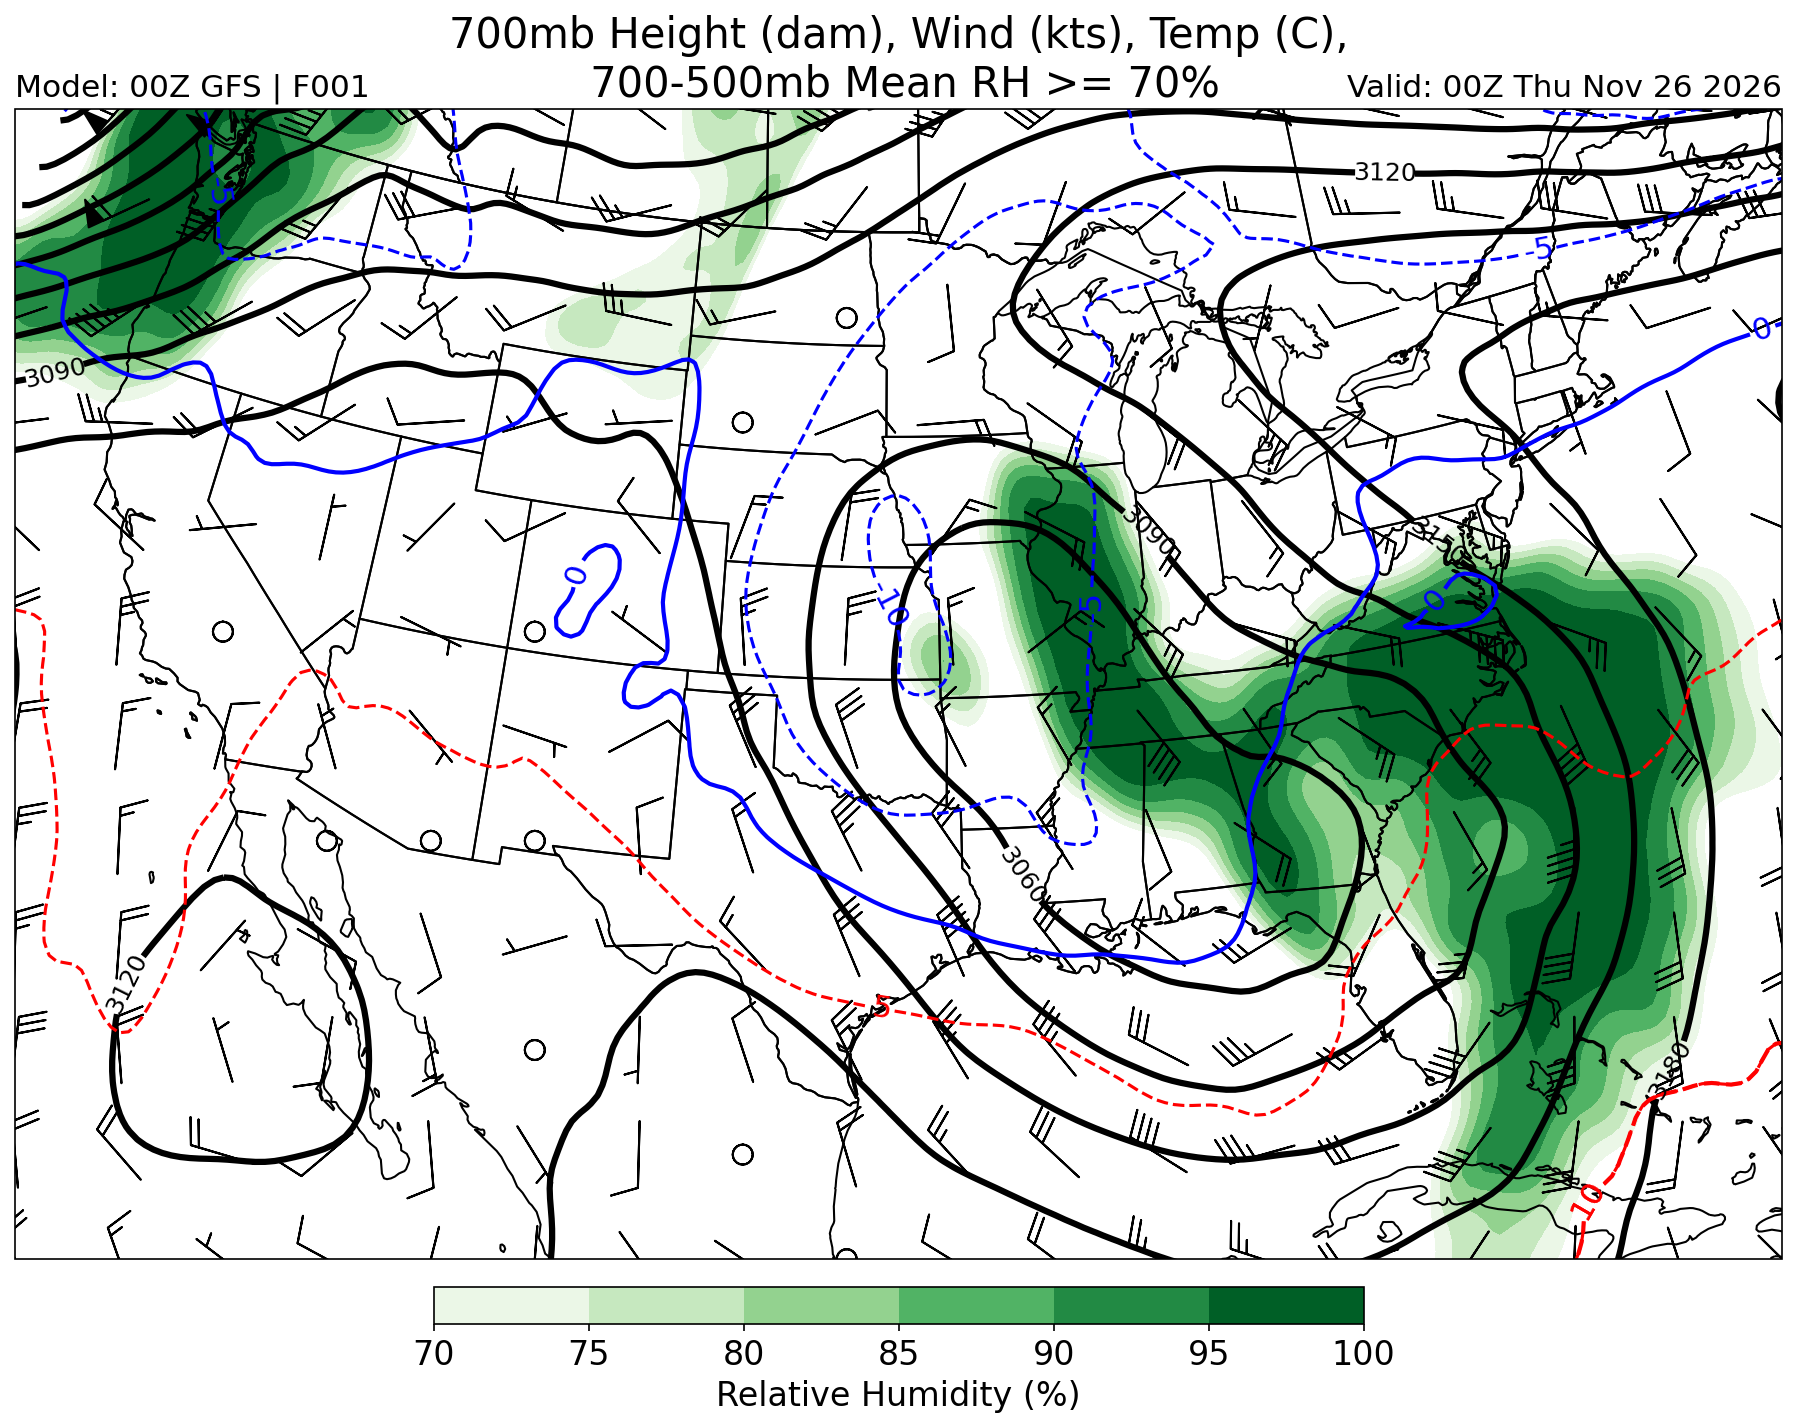 700mb Height (dam), Wind (kts), Temp (C),
700-500mb Mean RH >= 70%
Model: 00Z GFS | F001
Valid: 00Z Thu Nov 26 2026
3120
-5
-5
0
3090
3090
3150
0
0
-10
-5
3060
3120
5
3180
10
70 75 80 85 90 95 100
Relative Humidity (%)